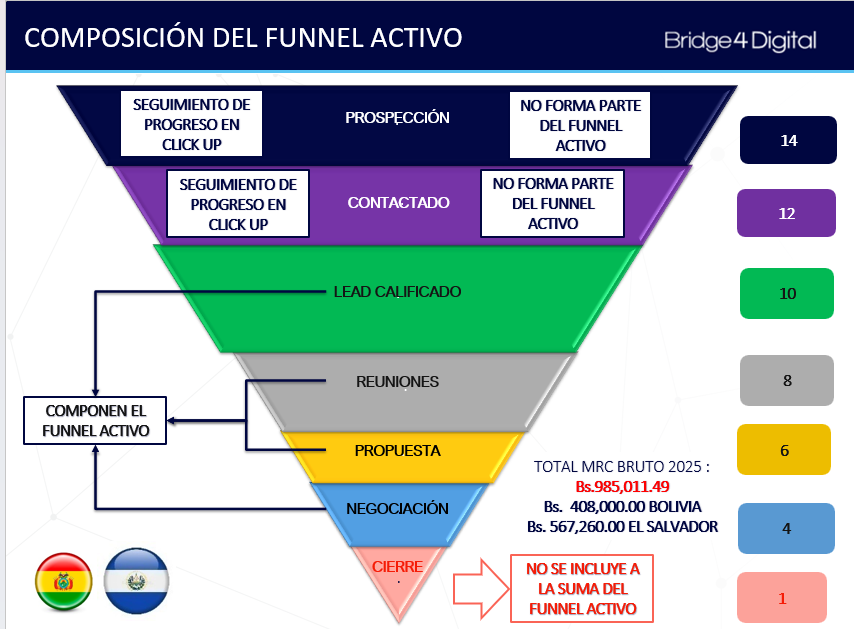 COMPOSICIÓN DEL FUNNEL ACTIVO
Bridge4 Digital
SEGUIMIENTO DE
PROGRESO EN
CLICK UP
PROSPECCIÓN
NO FORMA PARTE
DEL FUNNEL
ACTIVO
14
SEGUIMIENTO DE
PROGRESO EN
CLICK UP
CONTACTADO
NO FORMA PARTE
DEL FUNNEL
ACTIVO
12
LEAD CALIFICADO
10
REUNIONES
8
COMPONEN EL
FUNNEL ACTIVO
PROPUESTA
6
TOTAL MRC BRUTO 2025 :
Bs.985,011.49
Bs. 408,000.00 BOLIVIA
Bs. 567,260.00 EL SALVADOR
NEGOCIACIÓN
4
CIERRE
NO SE INCLUYE A
LA SUMA DEL
FUNNEL ACTIVO
1